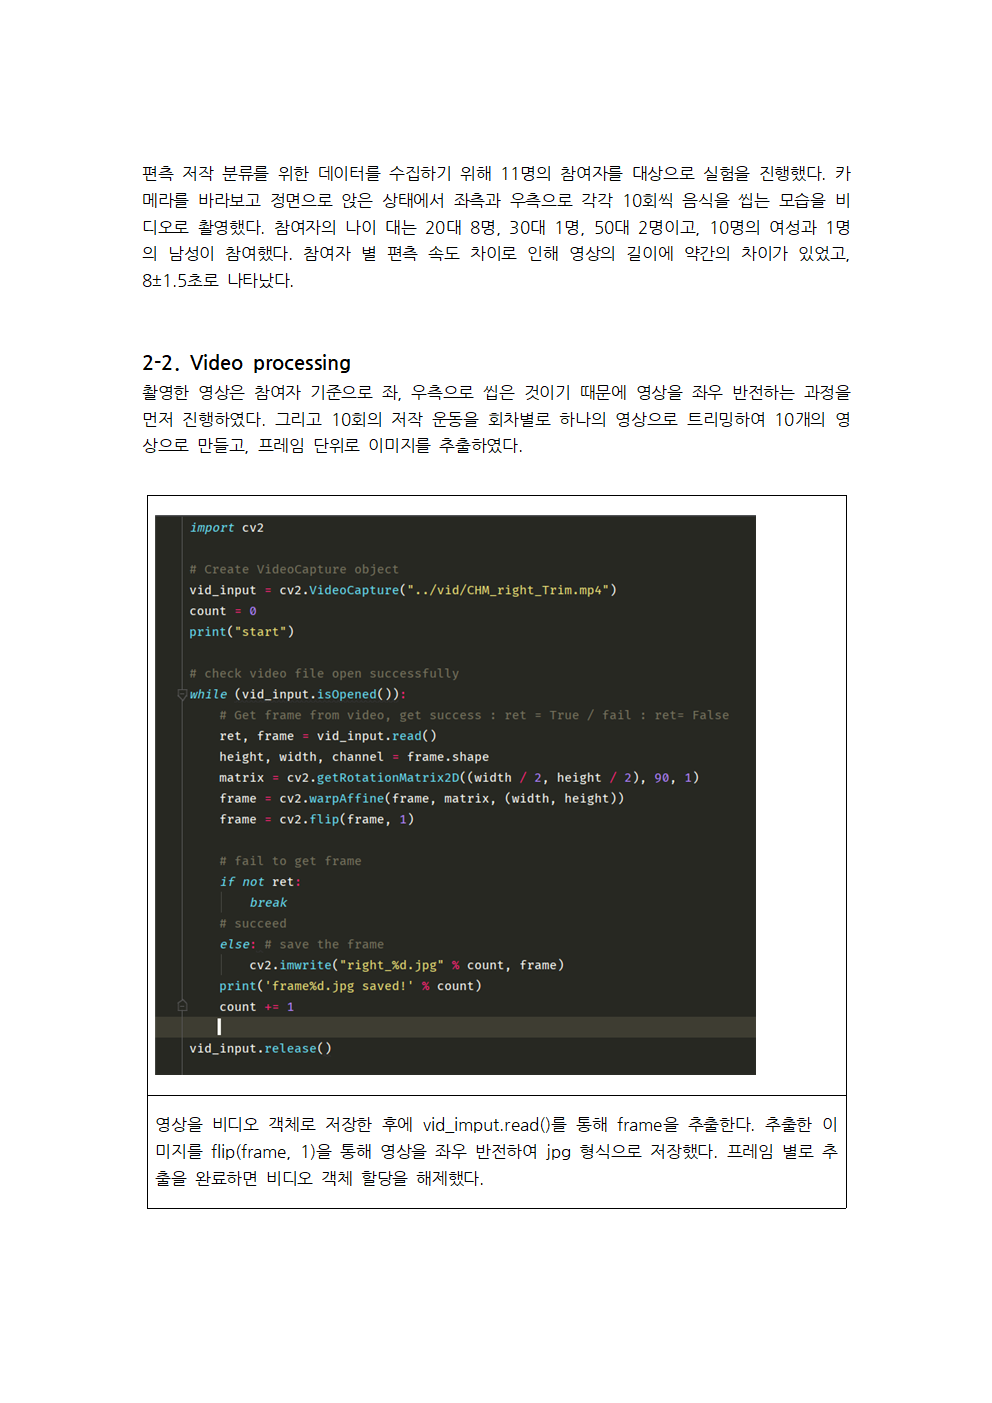 편측 저작 분류를 위한 데이터를 수집하기 위해 11명의 참여자를 대상으로 실험을 진행했다. 카
메라를 바라보고 정면으로 앉은 상태에서 좌측과 우측으로 각각 10회씩 음식을 씹는 모습을 비
디오로 촬영했다. 참여자의 나이 대는 20대 8명, 30대 1명, 50대 2명이고, 10명의 여성과 1명
의 남성이 참여했다. 참여자 별 편측 속도 차이로 인해 영상의 길이에 약간의 차이가 있었고,
8±1.5초로 나타났다.
2-2. Video processing
촬영한 영상은 참여자 기준으로 좌, 우측으로 씹은 것이기 때문에 영상을 좌우 반전하는 과정을
먼저 진행하였다. 그리고 10회의 저작 운동을 회차별로 하나의 영상으로 트리밍하여 10개의 영
상으로 만들고, 프레임 단위로 이미지를 추출하였다.
import cv2
# Create VideoCapture object
vid_input = cv2.VideoCapture("../vid/CHM_right_Trim.mp4")
count = 0
print("start")
# check video file open successfully
while (vid_input.isOpened()):
# Get frame from video, get success : ret = True / fail : ret= False
ret, frame = vid_input.read()
height, width, channel = frame.shape
matrix = cv2.getRotationMatrix2D((width / 2, height / 2), 90, 1)
frame = cv2.warpAffine(frame, matrix, (width, height))
frame = cv2.flip(frame, 1)
# fail to get frame
if not ret:
break
# succeed
else: # save the frame
cv2.imwrite("right_%d.jpg" % count, frame)
print('frame%d.jpg saved!' % count)
count += 1
vid_input.release()
영상을 비디오 객체로 저장한 후에 vid_imput.read()를 통해 frame을 추출한다. 추출한 이
미지를 flip(frame, 1)을 통해 영상을 좌우 반전하여 jpg 형식으로 저장했다. 프레임 별로 추
출을 완료하면 비디오 객체 할당을 해제했다.